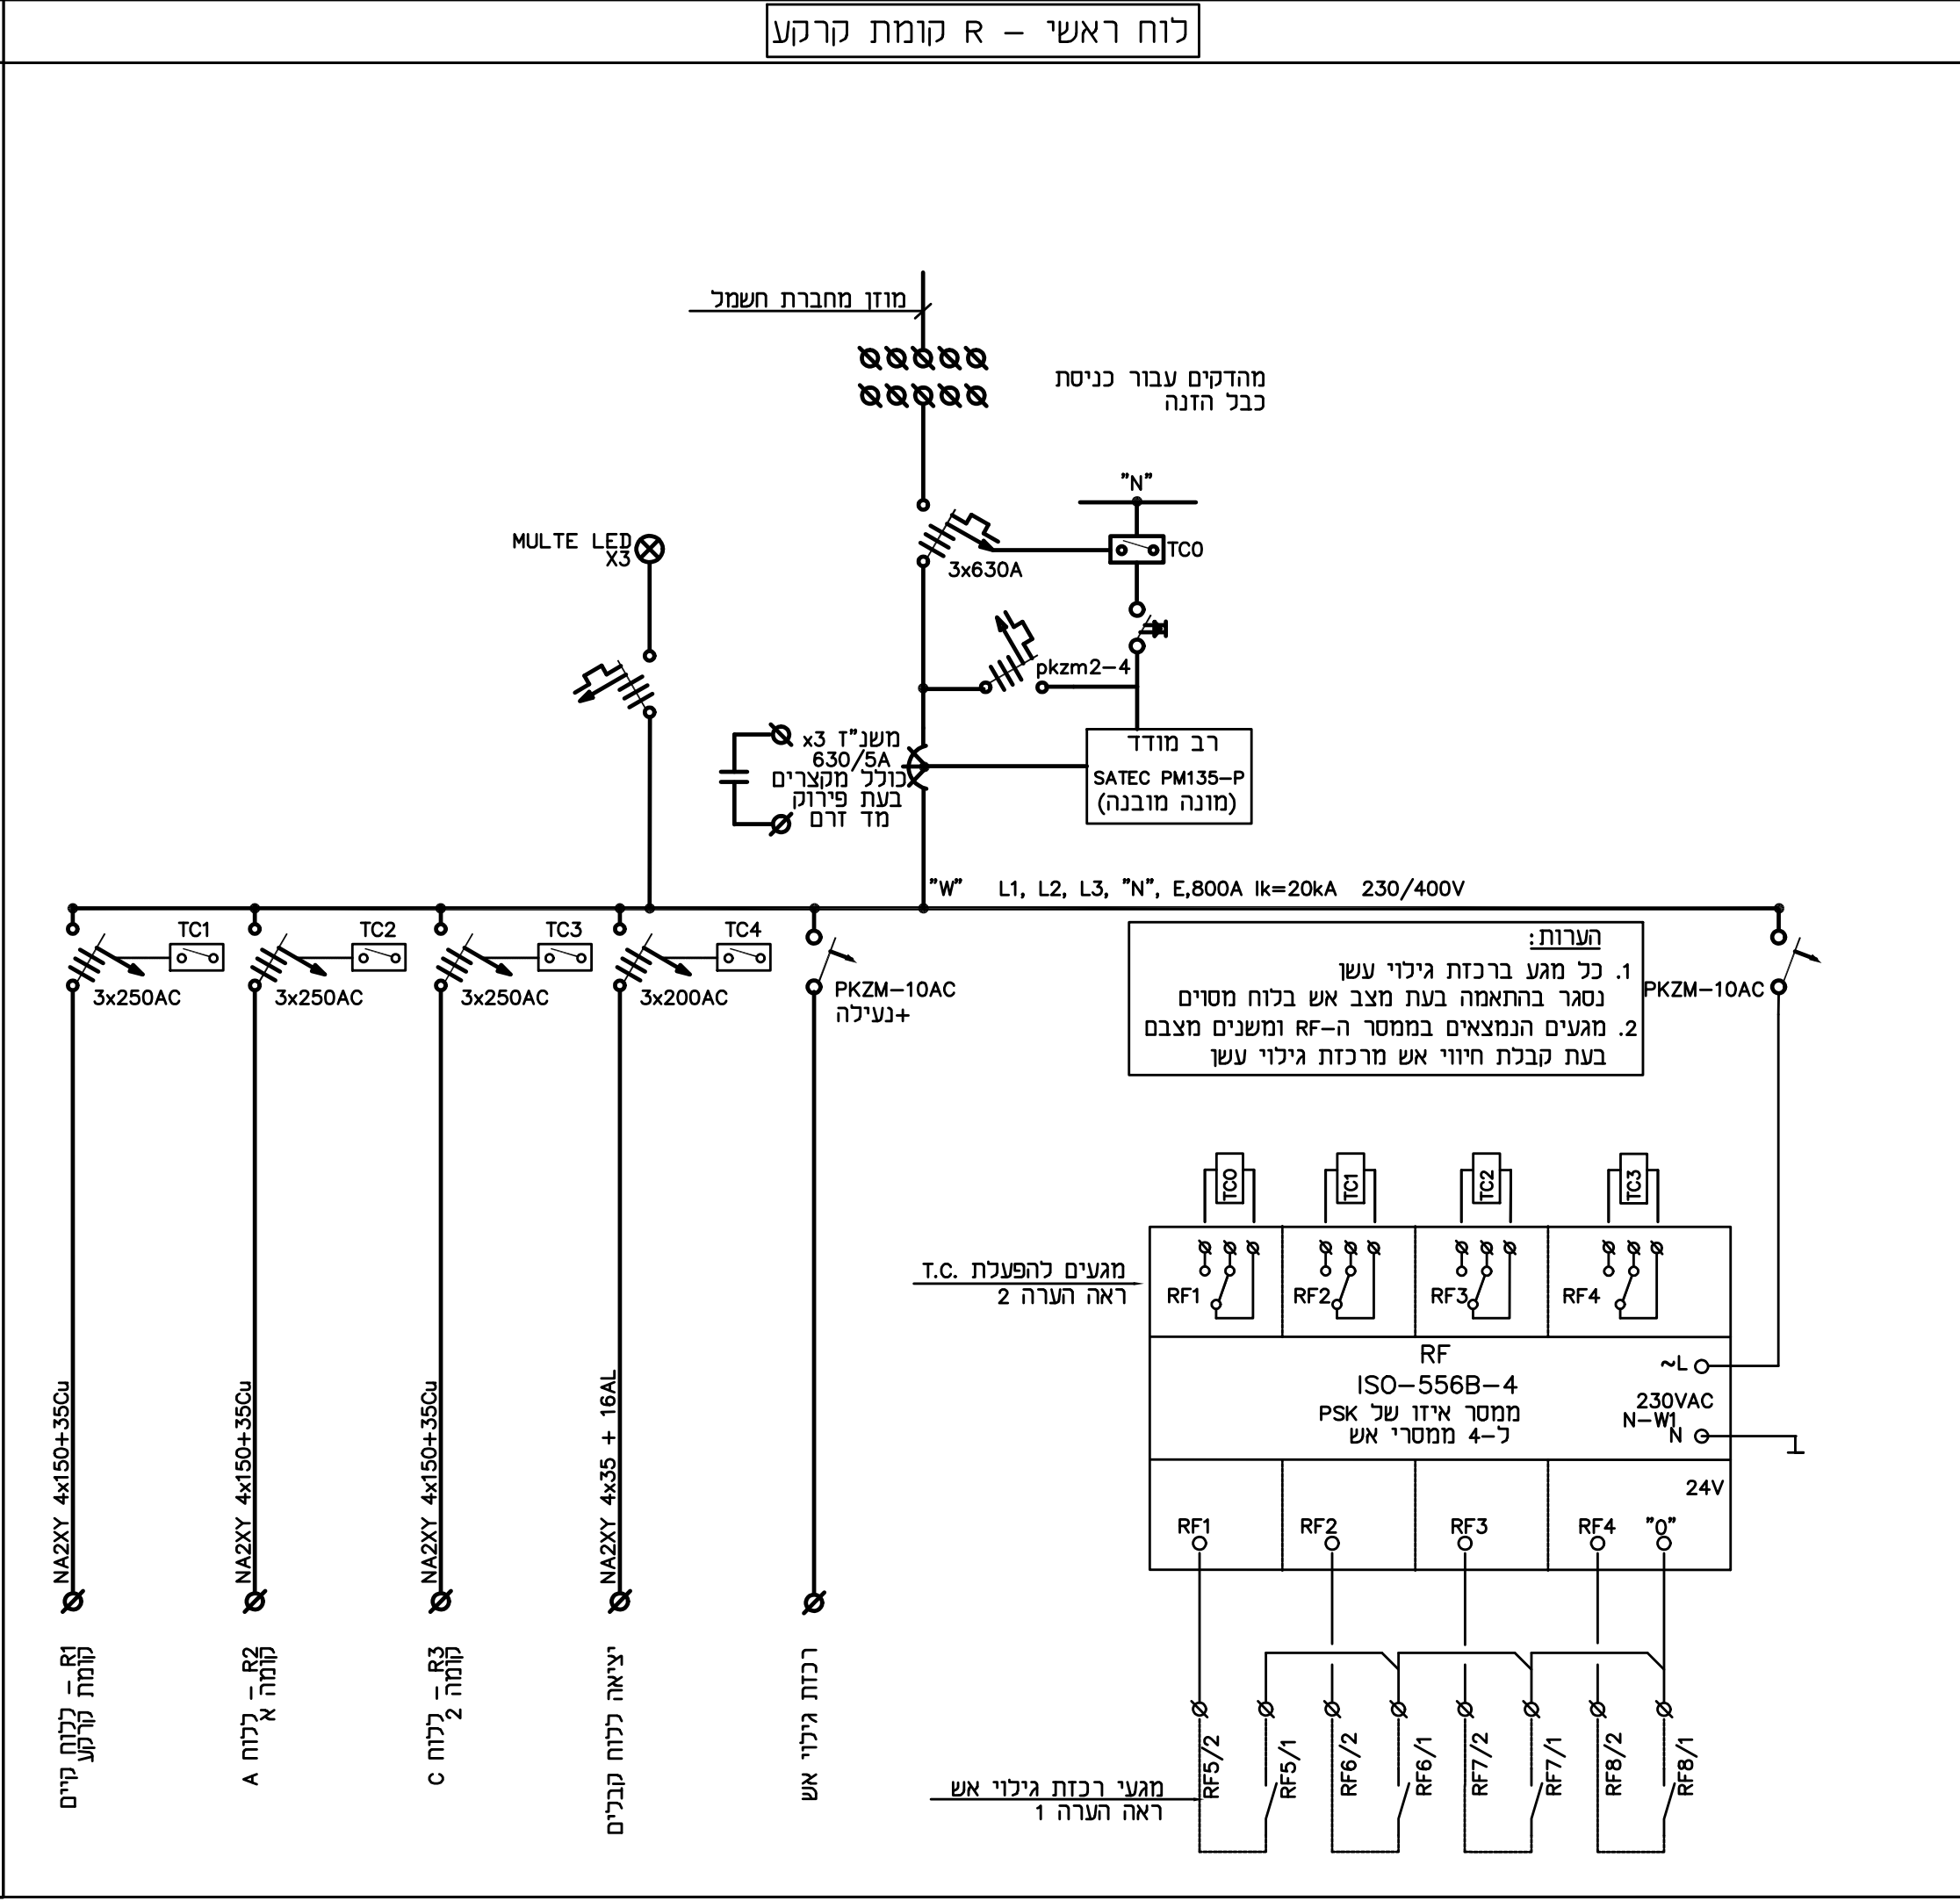 לוח ראשי - R קומת קרקע
מוזן מחברת חשמל
מהדקים עבור כניסת
כבל הזנה
"N"
TC0
3x630A
MULTE LED
X3
pkzm2-4
משנ"ז x3
630/5A
כולל מקצרים
בעת פירוק
מד זרם
רב מודד
SATEC PM135-P
(מונה מובנה)
"W" L1, L2, L3, "N", E,800A Ik=20kA 230/400V
TC1
3x250AC
TC2
3x250AC
TC3
3x250AC
TC4
3x200AC
PKZM-10AC
+נעילה
PKZM-10AC
הערות:
1. כל מגע ברכזת גילוי עשן
נסגר בהתאמה בעת מצב אש בלוח מסוים
2. מגעים הנמצאים בממסר ה-RF ומשנים מצבם
בעת קבלת חיווי אש מרכזת גילוי עשן
TC0
TC1
TC2
TC3
מגעים להפעלת T.C.
ראה הערה 2
RF1
RF2
RF3
RF4
RF
ISO-556B-4
ממסר איזו של PSK
ל-4 ממסרי אש
~L
230VAC
N-W1
N
24V
RF1
RF2
RF3
RF4
"0"
NA2XY 4x150+35Cu
NA2XY 4x150+35Cu
NA2XY 4x150+35Cu
NA2XY 4x35 + 16AL
R1 - ללוח קיים
קומת קרקע
R2 - ללוח A
קומה א
R3 - ללוח C
קומה 2
יציאה ללוח קבלים
רכזת גילוי אש
מגעי רכזת גילוי אש
ראה הערה 1
RF5/2
RF5/1
RF6/2
RF6/1
RF7/2
RF7/1
RF8/2
RF8/1